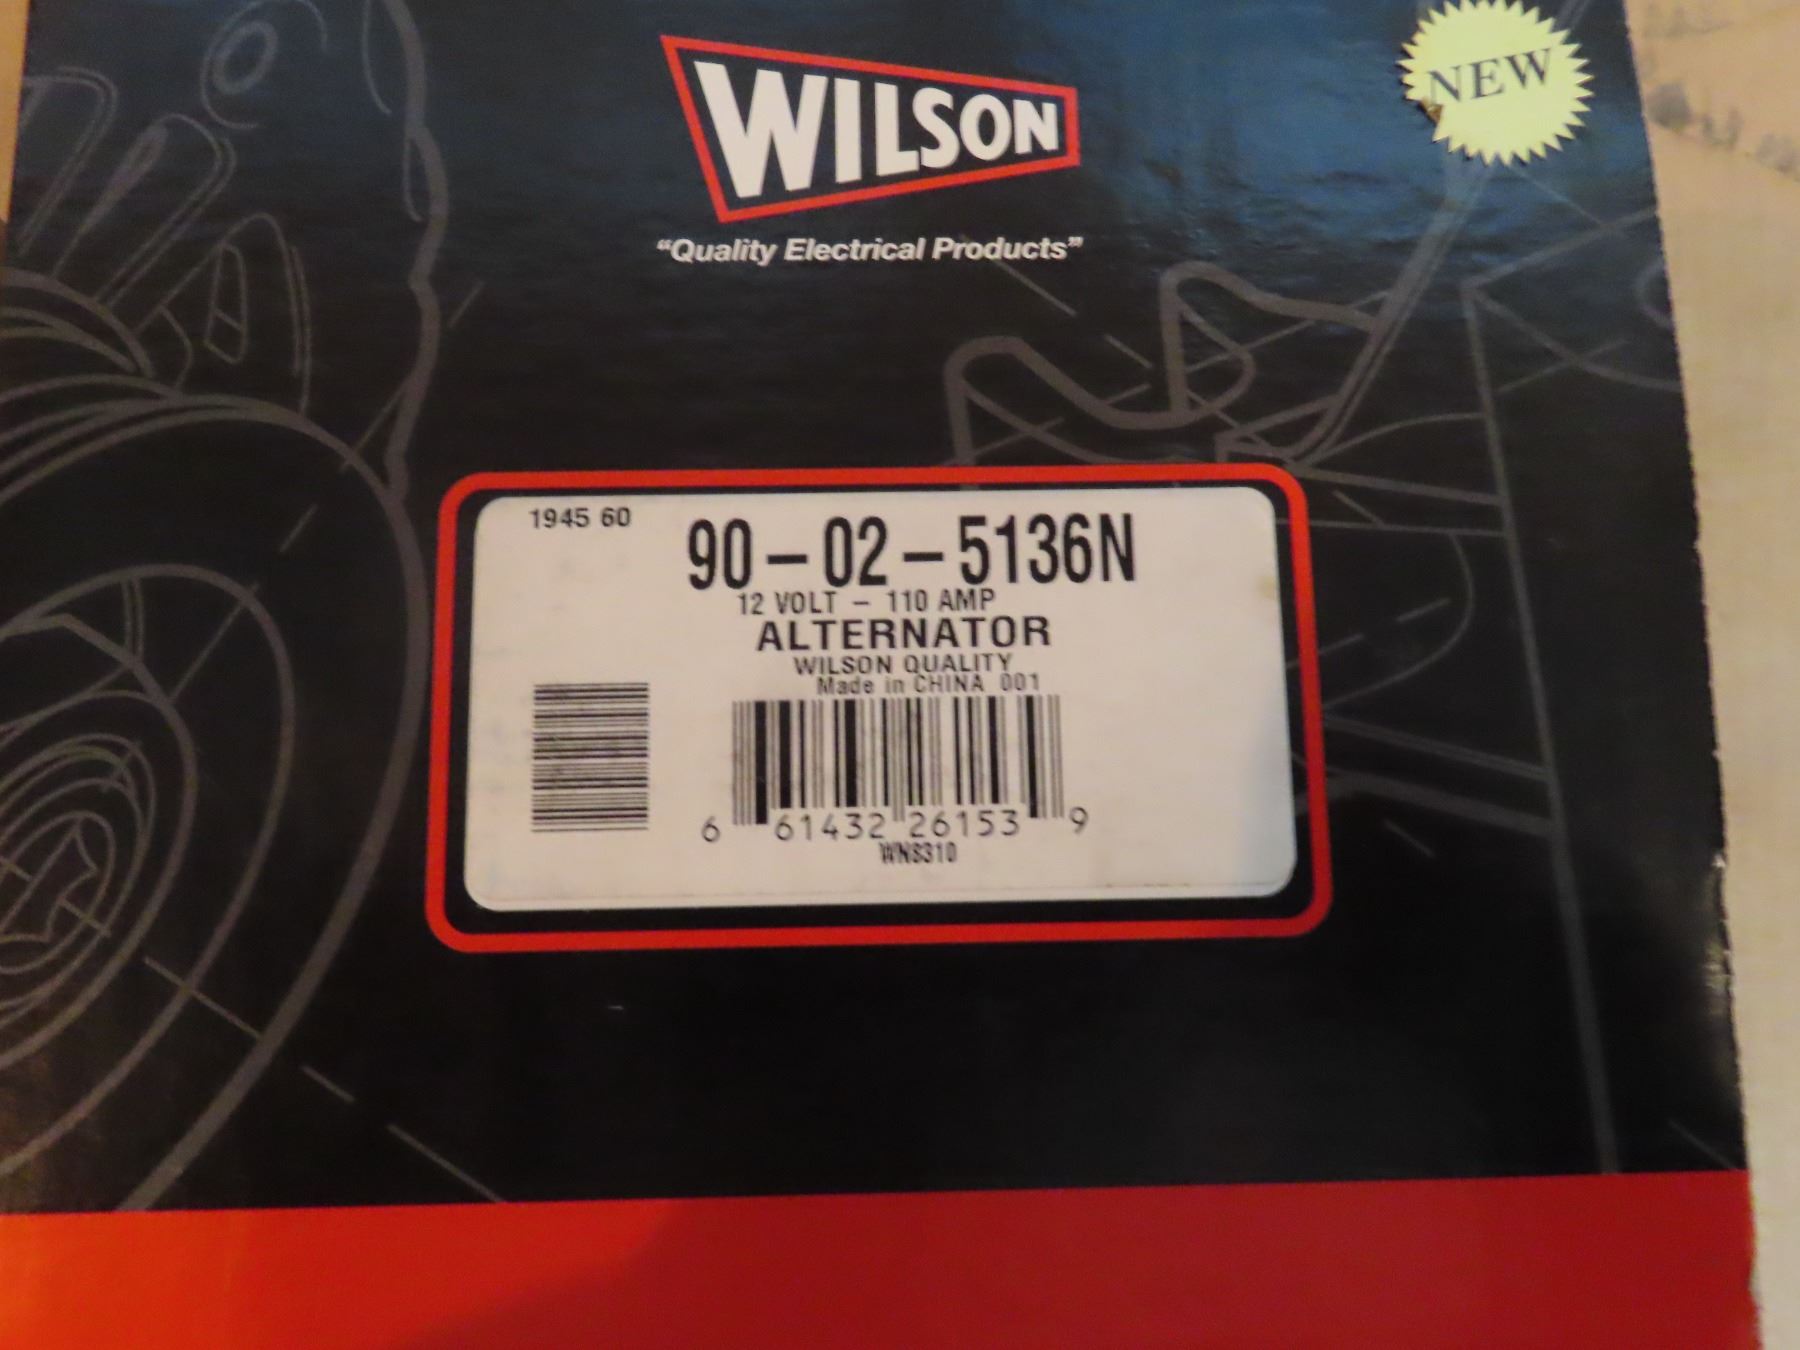 WILSON
NEW
"Quality Electrical Products"
1945 60
90-02-5136N
12 VOLT - 110 AMP
ALTERNATOR
WILSON QUALITY
Made in CHINA 001
6 61432 26153 9
WN8310